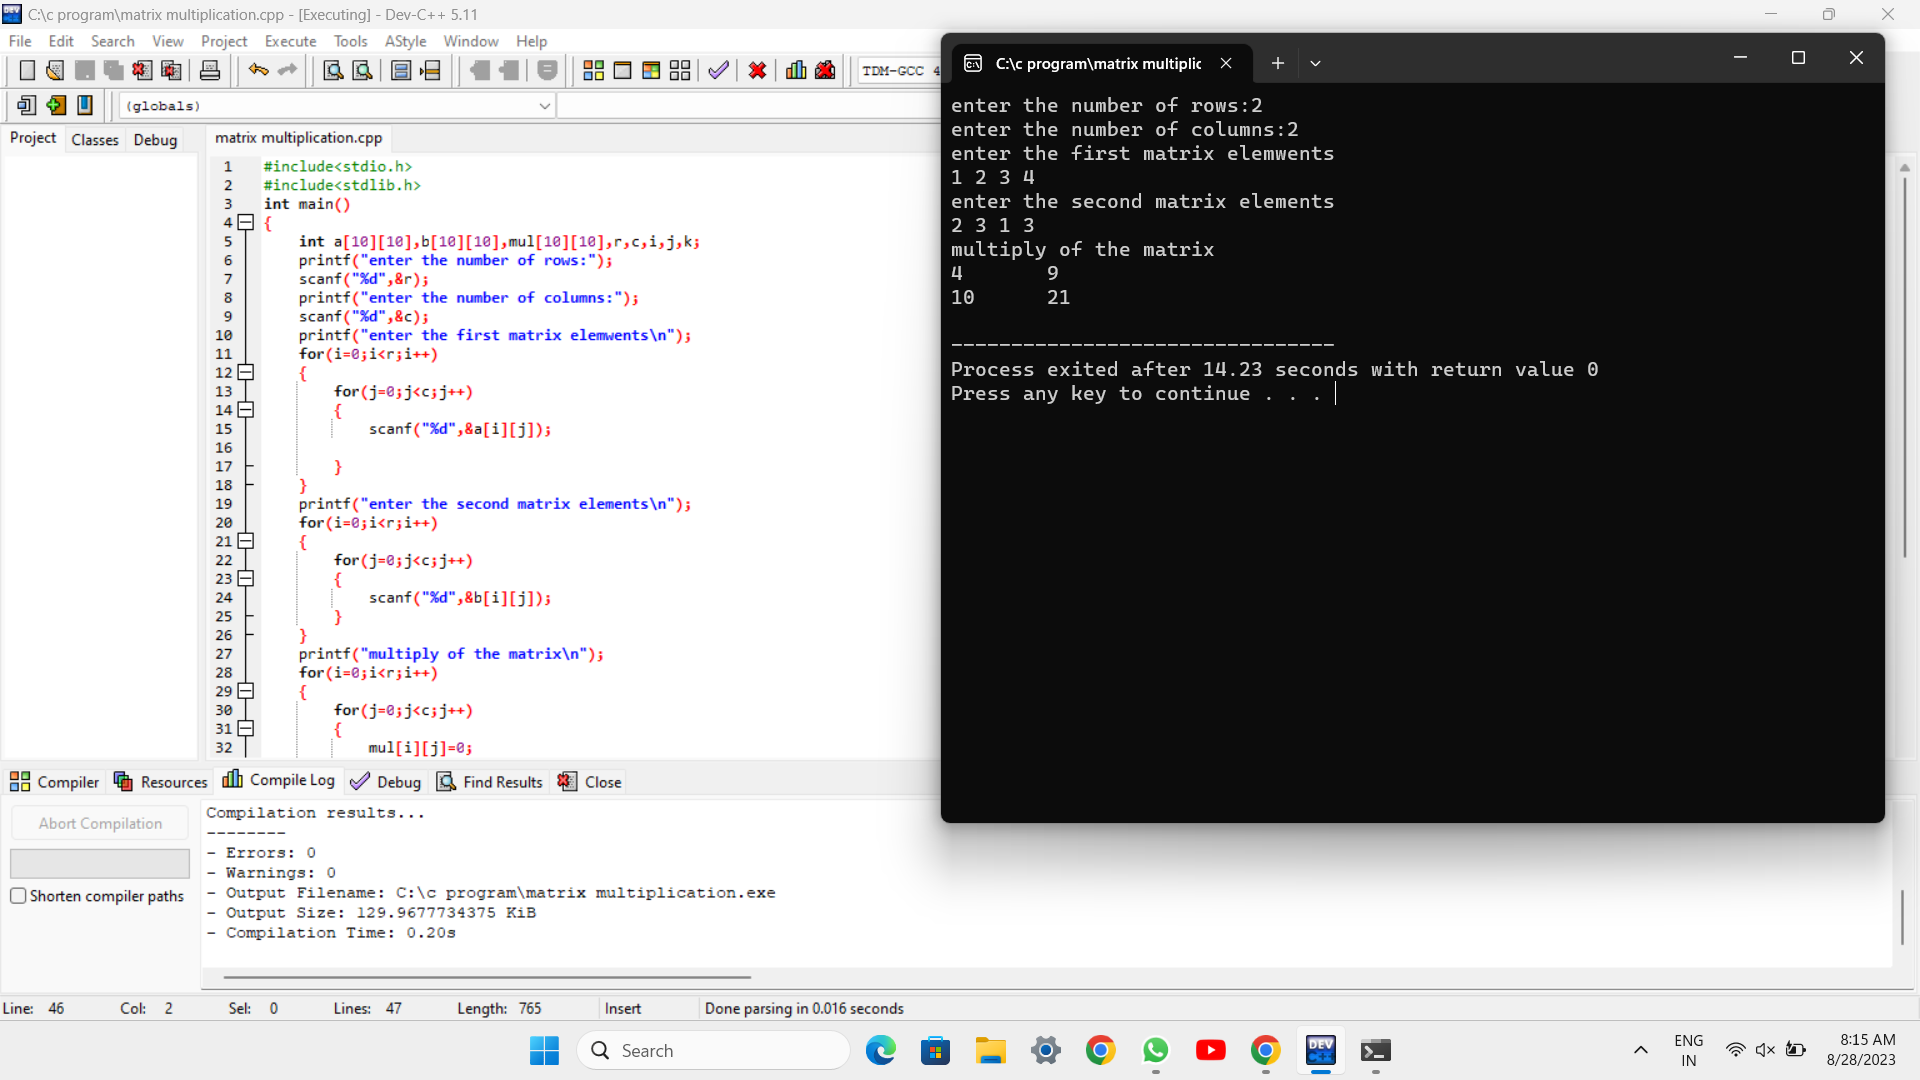 C:\c program\matrix multiplication.cpp - [Executing] - Dev-C++ 5.11
File Edit Search View Project Execute Tools AStyle Window Help
TDM-GCC 4
(globals)
Project Classes Debug
matrix multiplication.cpp
1 #include<stdio.h>
2 #include<stdlib.h>
3 int main()
4 {
5 int a[10][10],b[10][10],mul[10][10],r,c,i,j,k;
6 printf("enter the number of rows:");
7 scanf("%d",&r);
8 printf("enter the number of columns:");
9 scanf("%d",&c);
10 printf("enter the first matrix elemwents\n");
11 for(i=0;i<r;i++)
12 {
13 for(j=0;j<c;j++)
14 {
15 scanf("%d",&a[i][j]);
16
17 }
18 }
19 printf("enter the second matrix elements\n");
20 for(i=0;i<r;i++)
21 {
22 for(j=0;j<c;j++)
23 {
24 scanf("%d",&b[i][j]);
25 }
26 }
27 printf("multiply of the matrix\n");
28 for(i=0;i<r;i++)
29 {
30 for(j=0;j<c;j++)
31 {
32 mul[i][j]=0;
C:\c program\matrix multiplic
enter the number of rows:2
enter the number of columns:2
enter the first matrix elemwents
1 2 3 4
enter the second matrix elements
2 3 1 3
multiply of the matrix
4 9
10 21
--------------------------------
Process exited after 14.23 seconds with return value 0
Press any key to continue . . .
Compiler Resources Compile Log Debug Find Results Close
Abort Compilation
Shorten compiler paths
Compilation results...
--------
- Errors: 0
- Warnings: 0
- Output Filename: C:\c program\matrix multiplication.exe
- Output Size: 129.9677734375 KiB
- Compilation Time: 0.20s
Line: 46 Col: 2 Sel: 0 Lines: 47 Length: 765 Insert Done parsing in 0.016 seconds
Search
DEV
ENG
IN
8:15 AM
8/28/2023